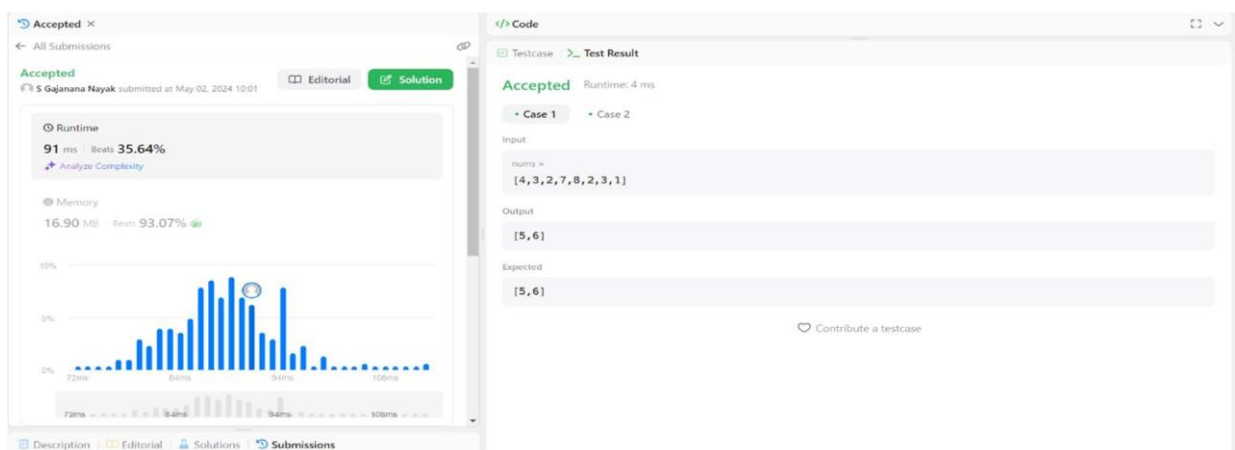 Accepted
All Submissions
Accepted
S Gajanana Nayak submitted at May 02, 2024 10:01
Editorial
Solution
Runtime
91 ms Beats 35.64%
Analyze Complexity
Memory
16.90 MB Beats 93.07%
10%
5%
0%
72ms 84ms 94ms 108ms
72ms 84ms 94ms 108ms
Description Editorial Solutions Submissions
</> Code
Testcase >_ Test Result
Accepted Runtime: 4 ms
• Case 1 • Case 2
Input
nums =
[4,3,2,7,8,2,3,1]
Output
[5,6]
Expected
[5,6]
Contribute a testcase